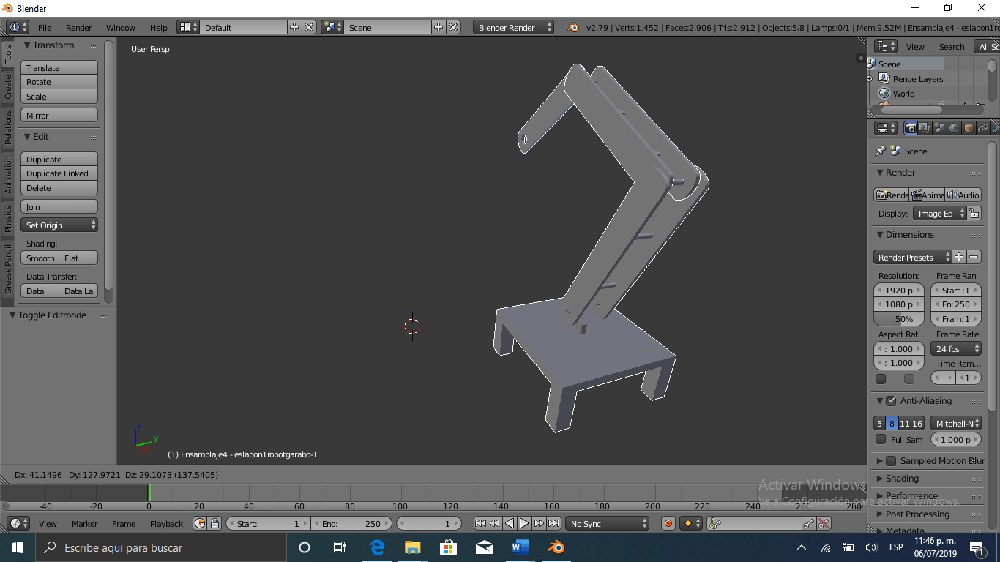 Blender
File Render Window Help Default Scene Blender Render v2.79 | Verts:1,452 | Faces:2,906 | Tris:2,912 | Objects:5/8 | Lamps:0/1 | Mem:9.52M | Ensamblaje4 - eslabon1ro
Tools
Create
Relations
Animation
Physics
Grease Pencil
Transform
Translate
Rotate
Scale
Mirror
Edit
Duplicate
Duplicate Linked
Delete
Join
Set Origin
Shading:
Smooth Flat
Data Transfer:
Data Data La
Toggle Editmode
User Persp
z
y
x
(1) Ensamblaje4 - eslabon1robotgarabo-1
Dx: 41.1496 Dy: 127.9721 Dz: 29.1073 (137.5405)
View Search All Sc
Scene
RenderLayers
World
Scene
Render
Rende Anima Audio
Display: Image Ed
Dimensions
Render Presets
Resolution: Frame Ran
1920 p Start :1
1080 p En: 250
50% Fram: 1
Aspect Rat... Frame Rate:
: 1.000 24 fps
: 1.000 Time Rem...
1
Anti-Aliasing
5 8 11 16 Mitchell-N
Full Sam 1.000 p
Sampled Motion Blur
Shading
Performance
Post Processing
Metadata
Activar Windows
Ve a Configuración para activar Windows.
-40 -20 0 20 40 60 80 100 120 140 160 180 200 220 240 260 280
View Marker Frame Playback Start: 1 End: 250 1 No Sync
Escribe aquí para buscar
ESP
11:46 p. m.
06/07/2019
1